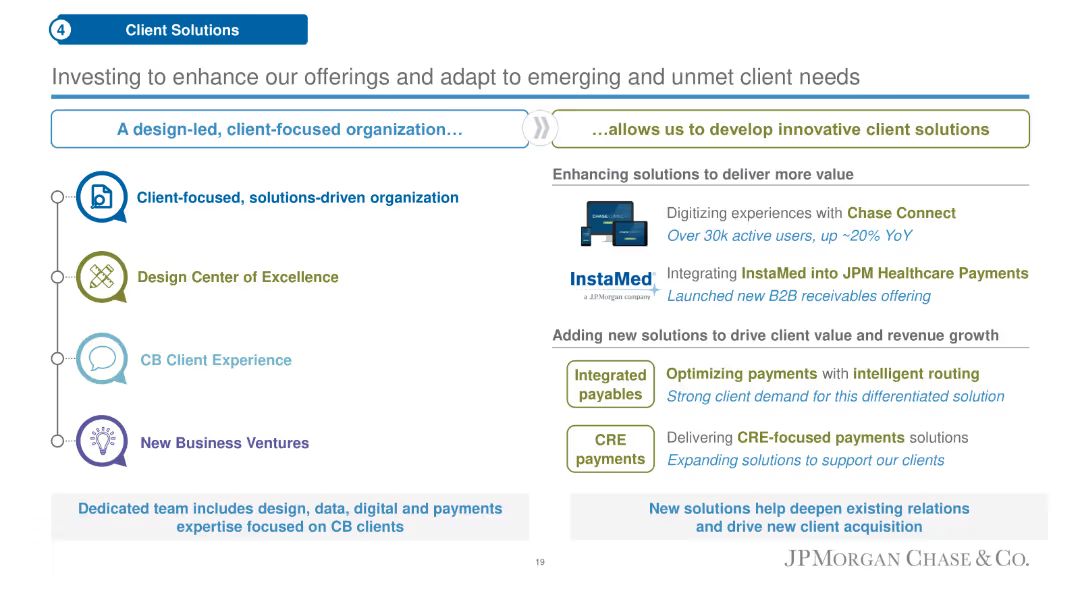 4 Client Solutions
Investing to enhance our offerings and adapt to emerging and unmet client needs
A design-led, client-focused organization…
…allows us to develop innovative client solutions
Client-focused, solutions-driven organization
Design Center of Excellence
CB Client Experience
New Business Ventures
Dedicated team includes design, data, digital and payments
expertise focused on CB clients
Enhancing solutions to deliver more value
Digitizing experiences with Chase Connect
Over 30k active users, up ~20% YoY
InstaMed
a J.P.Morgan company
Integrating InstaMed into JPM Healthcare Payments
Launched new B2B receivables offering
Adding new solutions to drive client value and revenue growth
Integrated
payables
Optimizing payments with intelligent routing
Strong client demand for this differentiated solution
CRE
payments
Delivering CRE-focused payments solutions
Expanding solutions to support our clients
New solutions help deepen existing relations
and drive new client acquisition
19
JPMORGAN CHASE & CO.